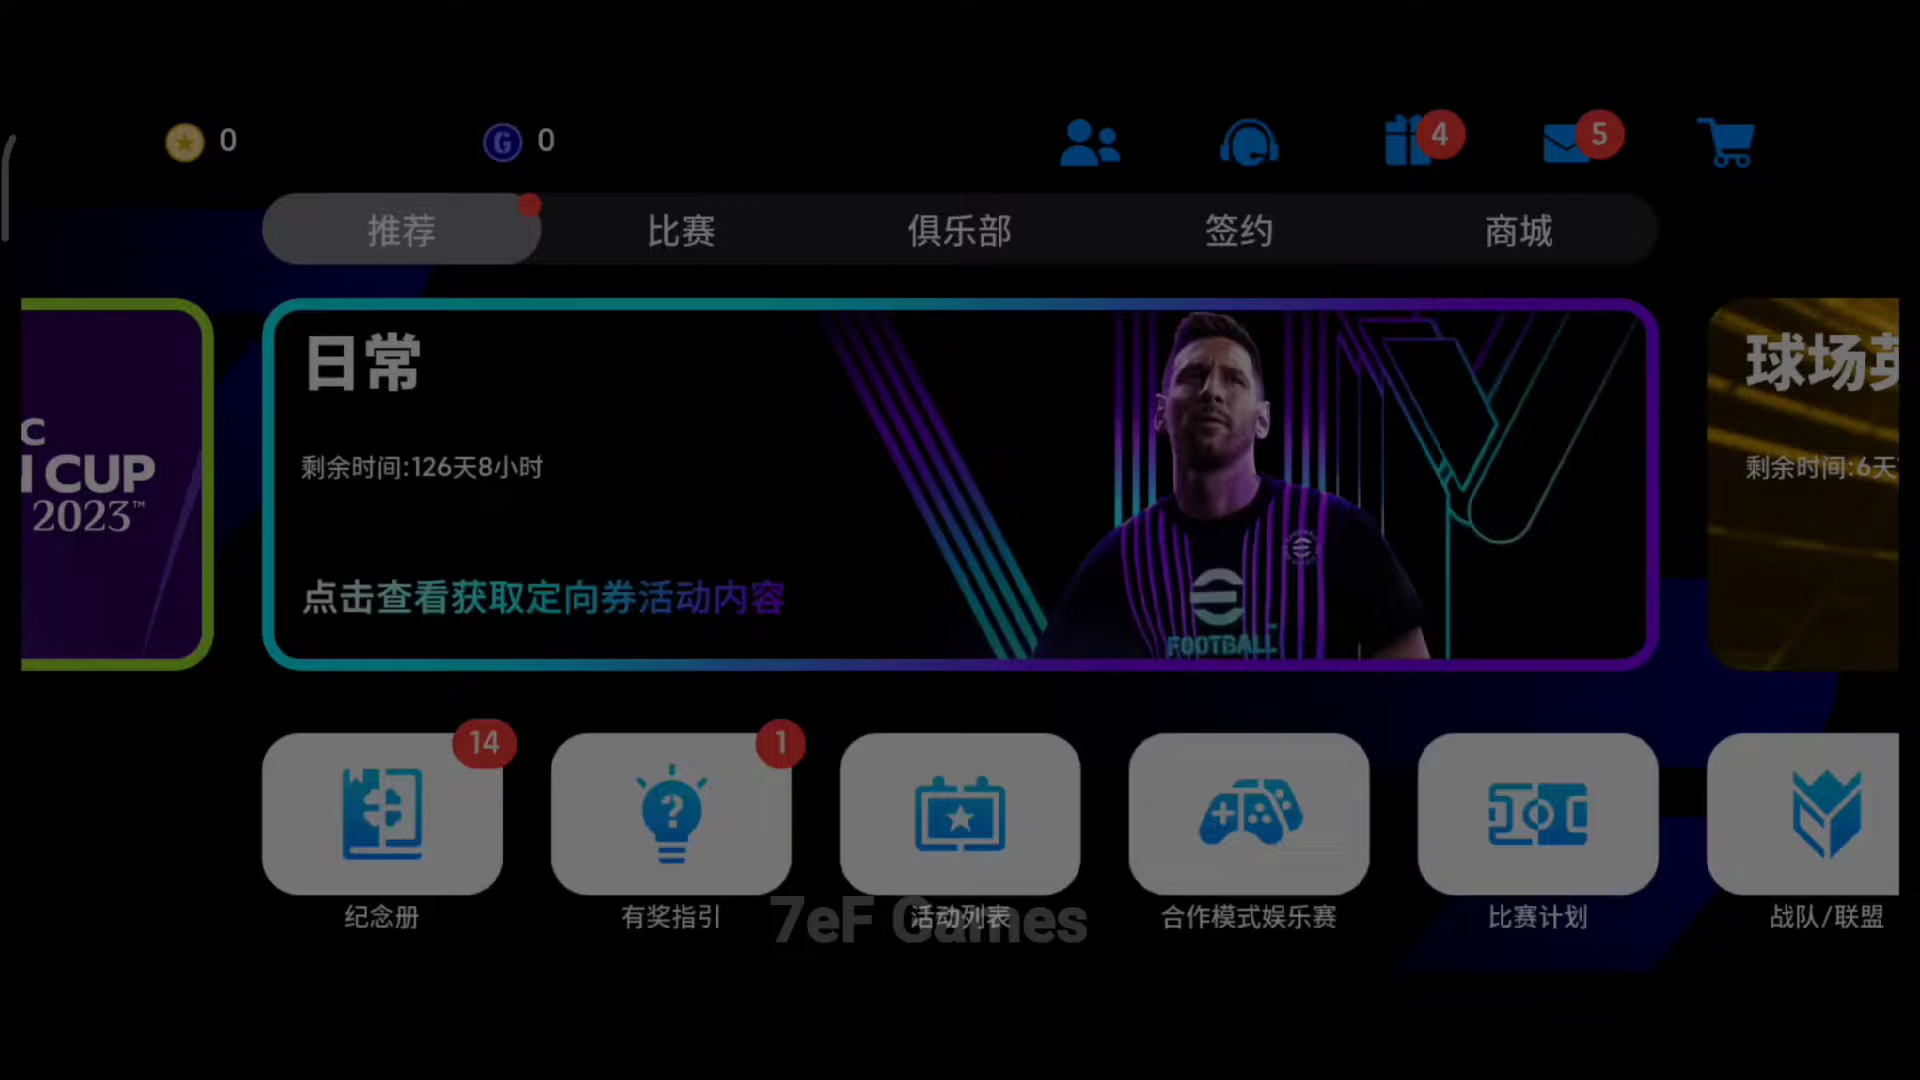 0
G
0
4
5
推荐
比赛
俱乐部
签约
商城
C
CUP
2023™
日常
剩余时间:126天8小时
点击查看获取定向券活动内容
FOOTBALL
球场英
剩余时间:6天
14
1
?
纪念册
有奖指引
活动列表
合作模式娱乐赛
比赛计划
战队/联盟
7eF Games